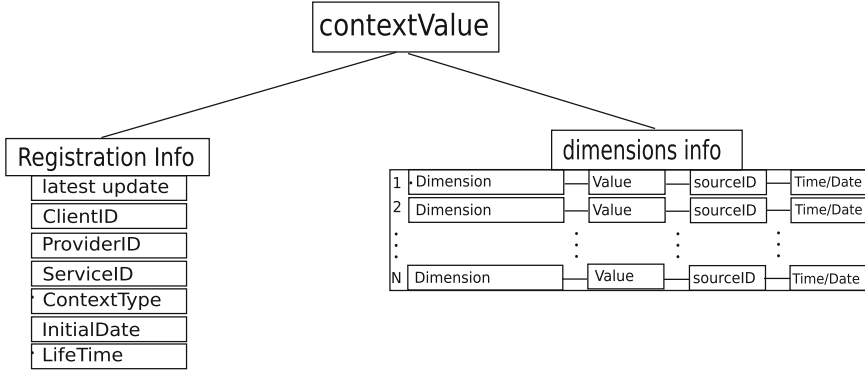 contextValue
Registration Info
latest update
ClientID
ProviderID
ServiceID
ContextType
InitialDate
LifeTime
dimensions info
1 Dimension Value sourceID Time/Date
2 Dimension Value sourceID Time/Date
N Dimension Value sourceID Time/Date